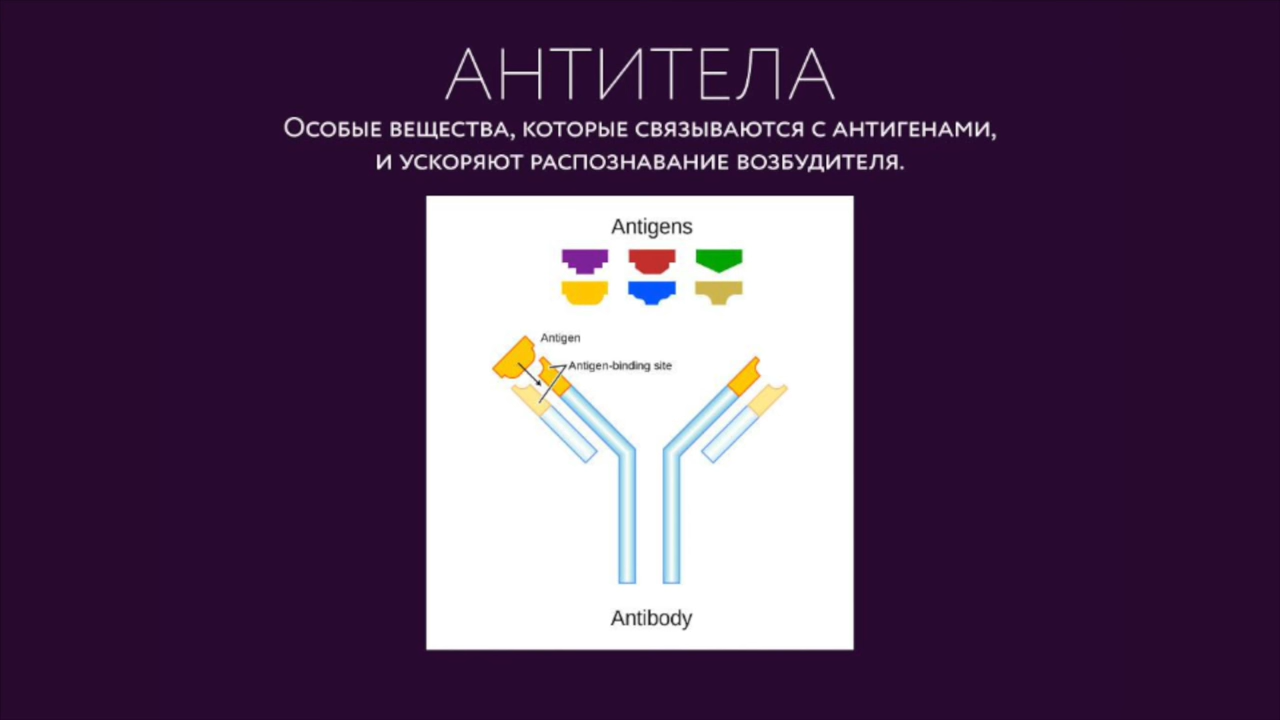 АНТИТЕЛА
Особые вещества, которые связываются с антигенами,
и ускоряют распознавание возбудителя.
Antigens
Antigen
Antigen-binding site
Antibody